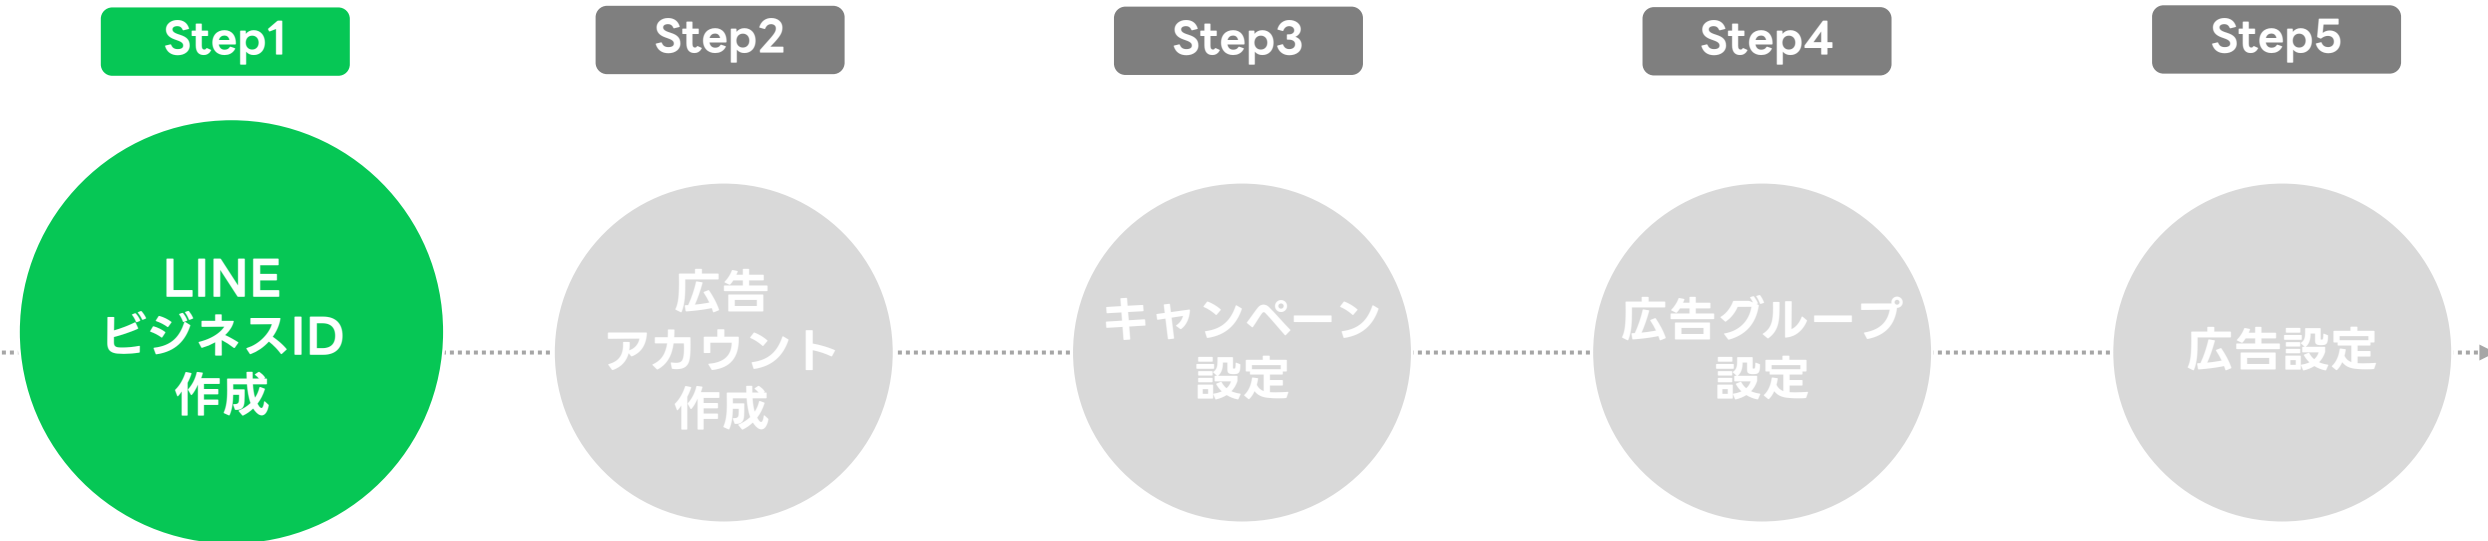 Step1
Step2
Step3
Step4
Step5
LINE
ビジネスID
作成
広告
アカウント
作成
キャンペーン
設定
広告グループ
設定
広告設定